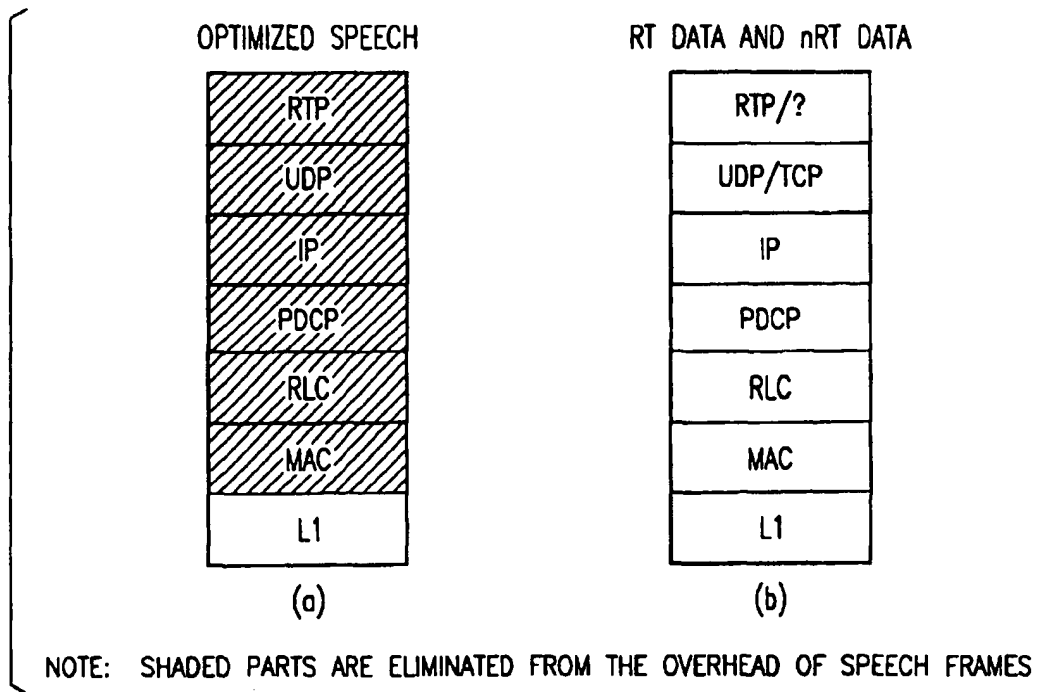 OPTIMIZED SPEECH
RTP
UDP
IP
PDCP
RLC
MAC
L1
(a)
RT DATA AND nRT DATA
RTP/?
UDP/TCP
IP
PDCP
RLC
MAC
L1
(b)
NOTE: SHADED PARTS ARE ELIMINATED FROM THE OVERHEAD OF SPEECH FRAMES